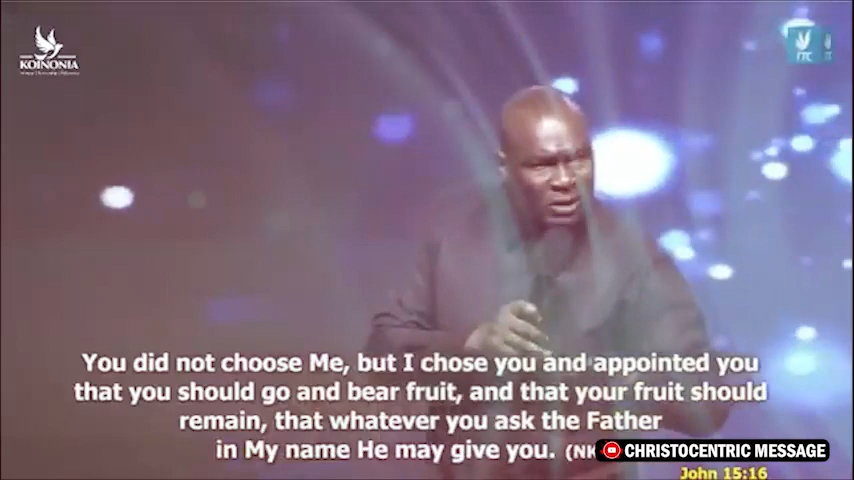 KOINONIA
You did not choose Me, but I chose you and appointed you
that you should go and bear fruit, and that your fruit should
remain, that whatever you ask the Father
in My name He may give you. (NK
CHRISTOCENTRIC MESSAGE
John 15:16